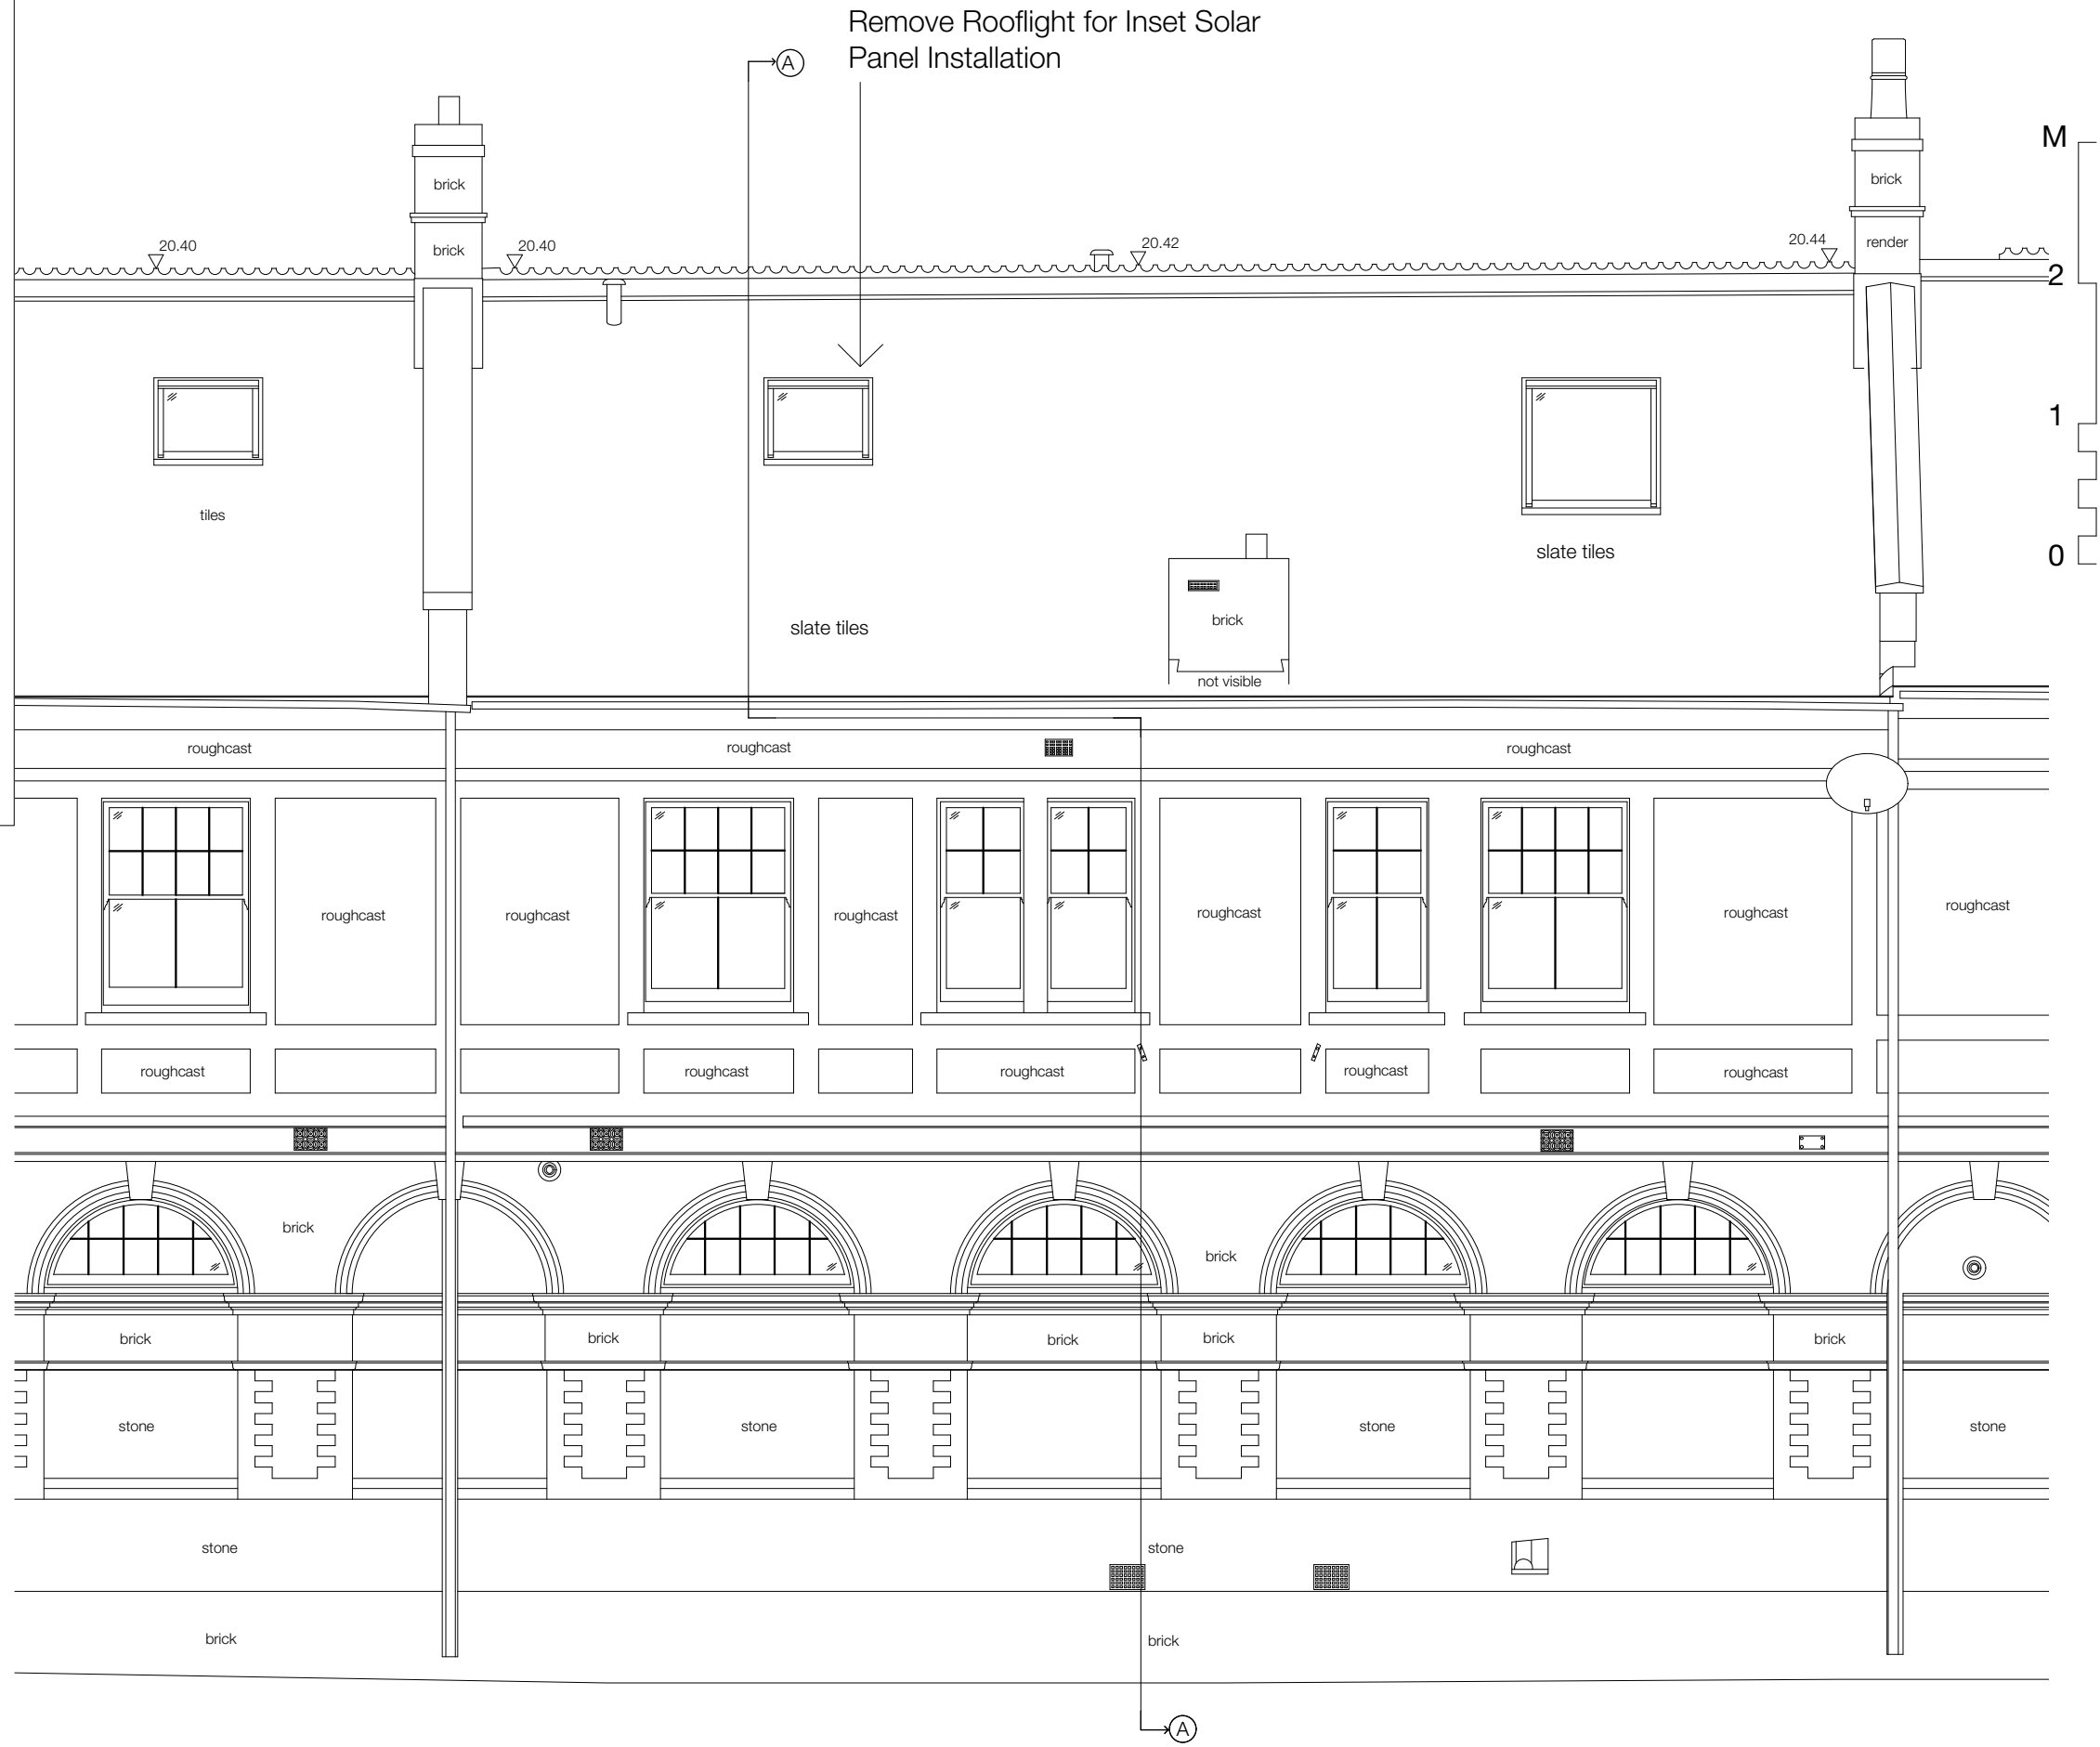 Remove Rooflight for Inset Solar
Panel Installation
A
M
brick
brick
20.40
brick
20.40
20.42
20.44
render
2
1
tiles
slate tiles
0
brick
slate tiles
not visible
roughcast
roughcast
roughcast
roughcast
roughcast
roughcast
roughcast
roughcast
roughcast
roughcast
roughcast
roughcast
roughcast
roughcast
brick
brick
brick
brick
brick
brick
brick
stone
stone
stone
stone
stone
stone
brick
brick
A